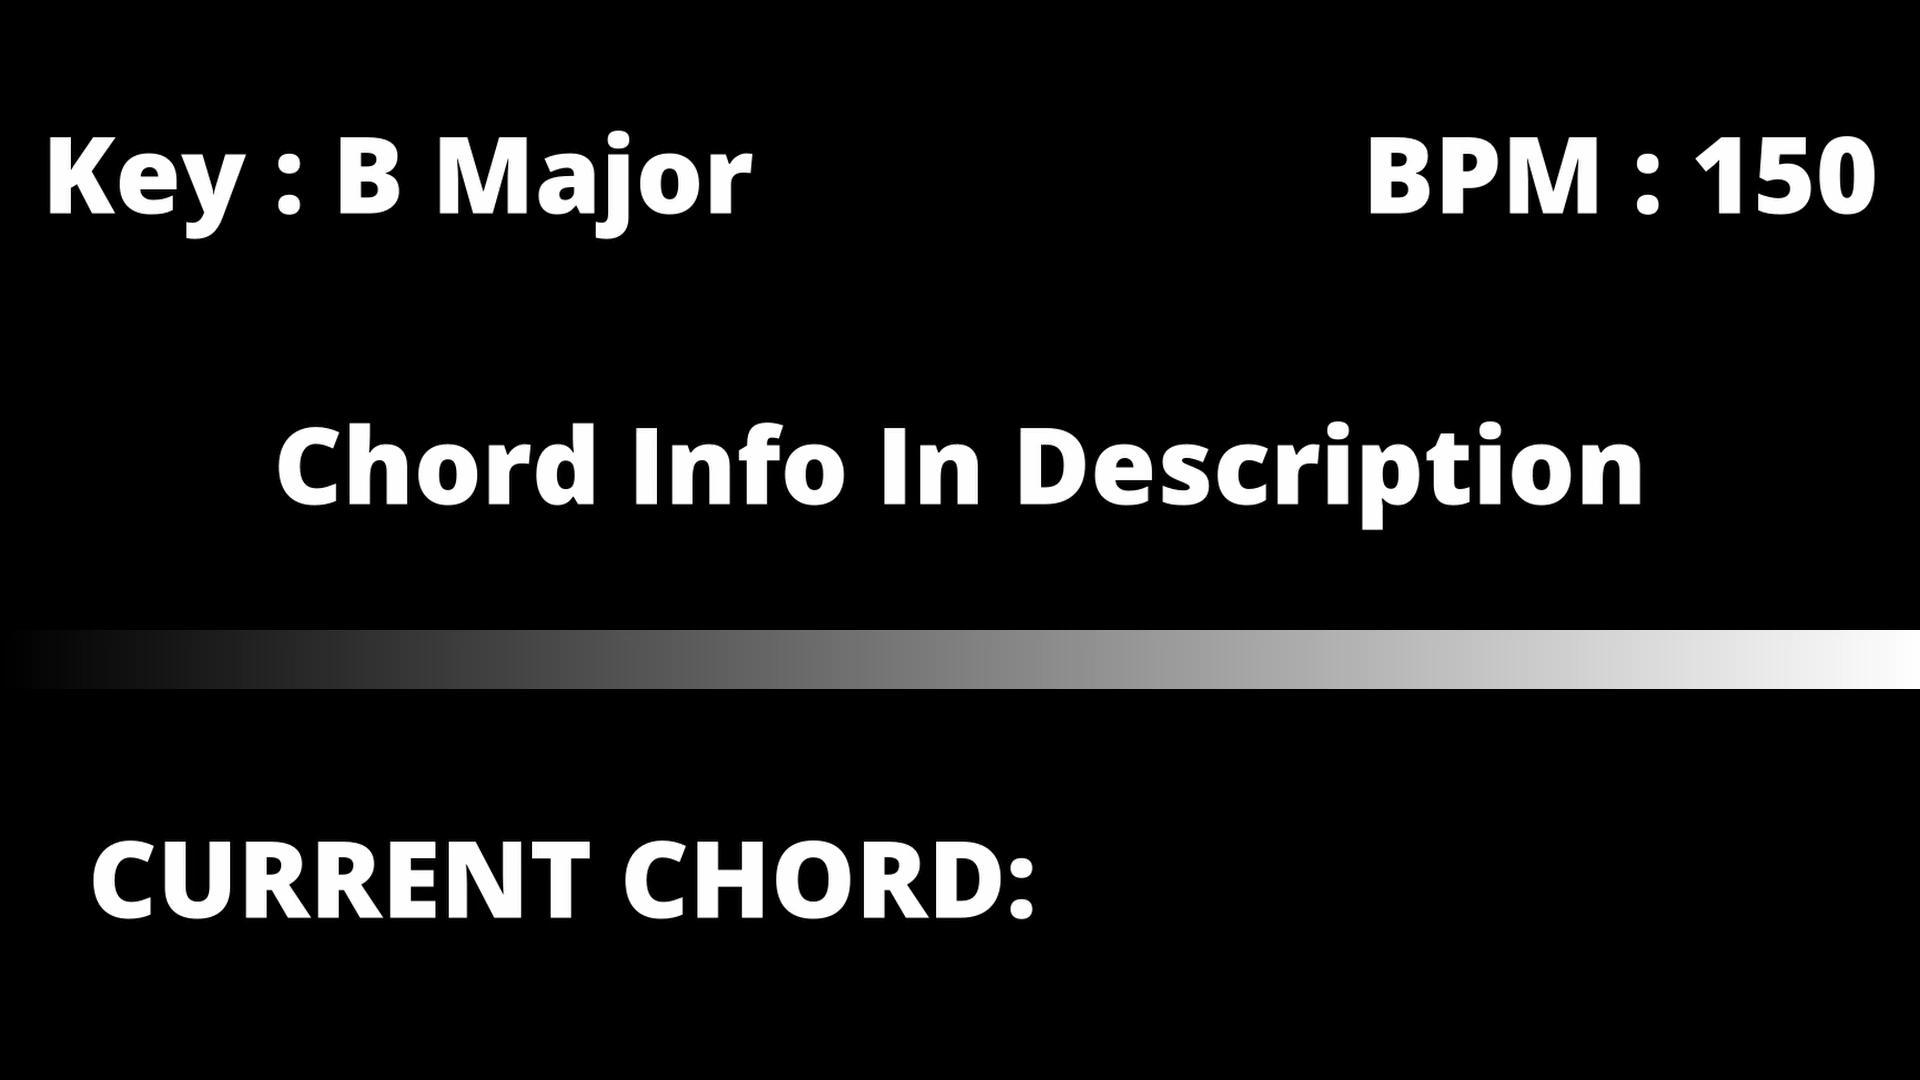 Key : B Major BPM : 150
Chord Info In Description
CURRENT CHORD: